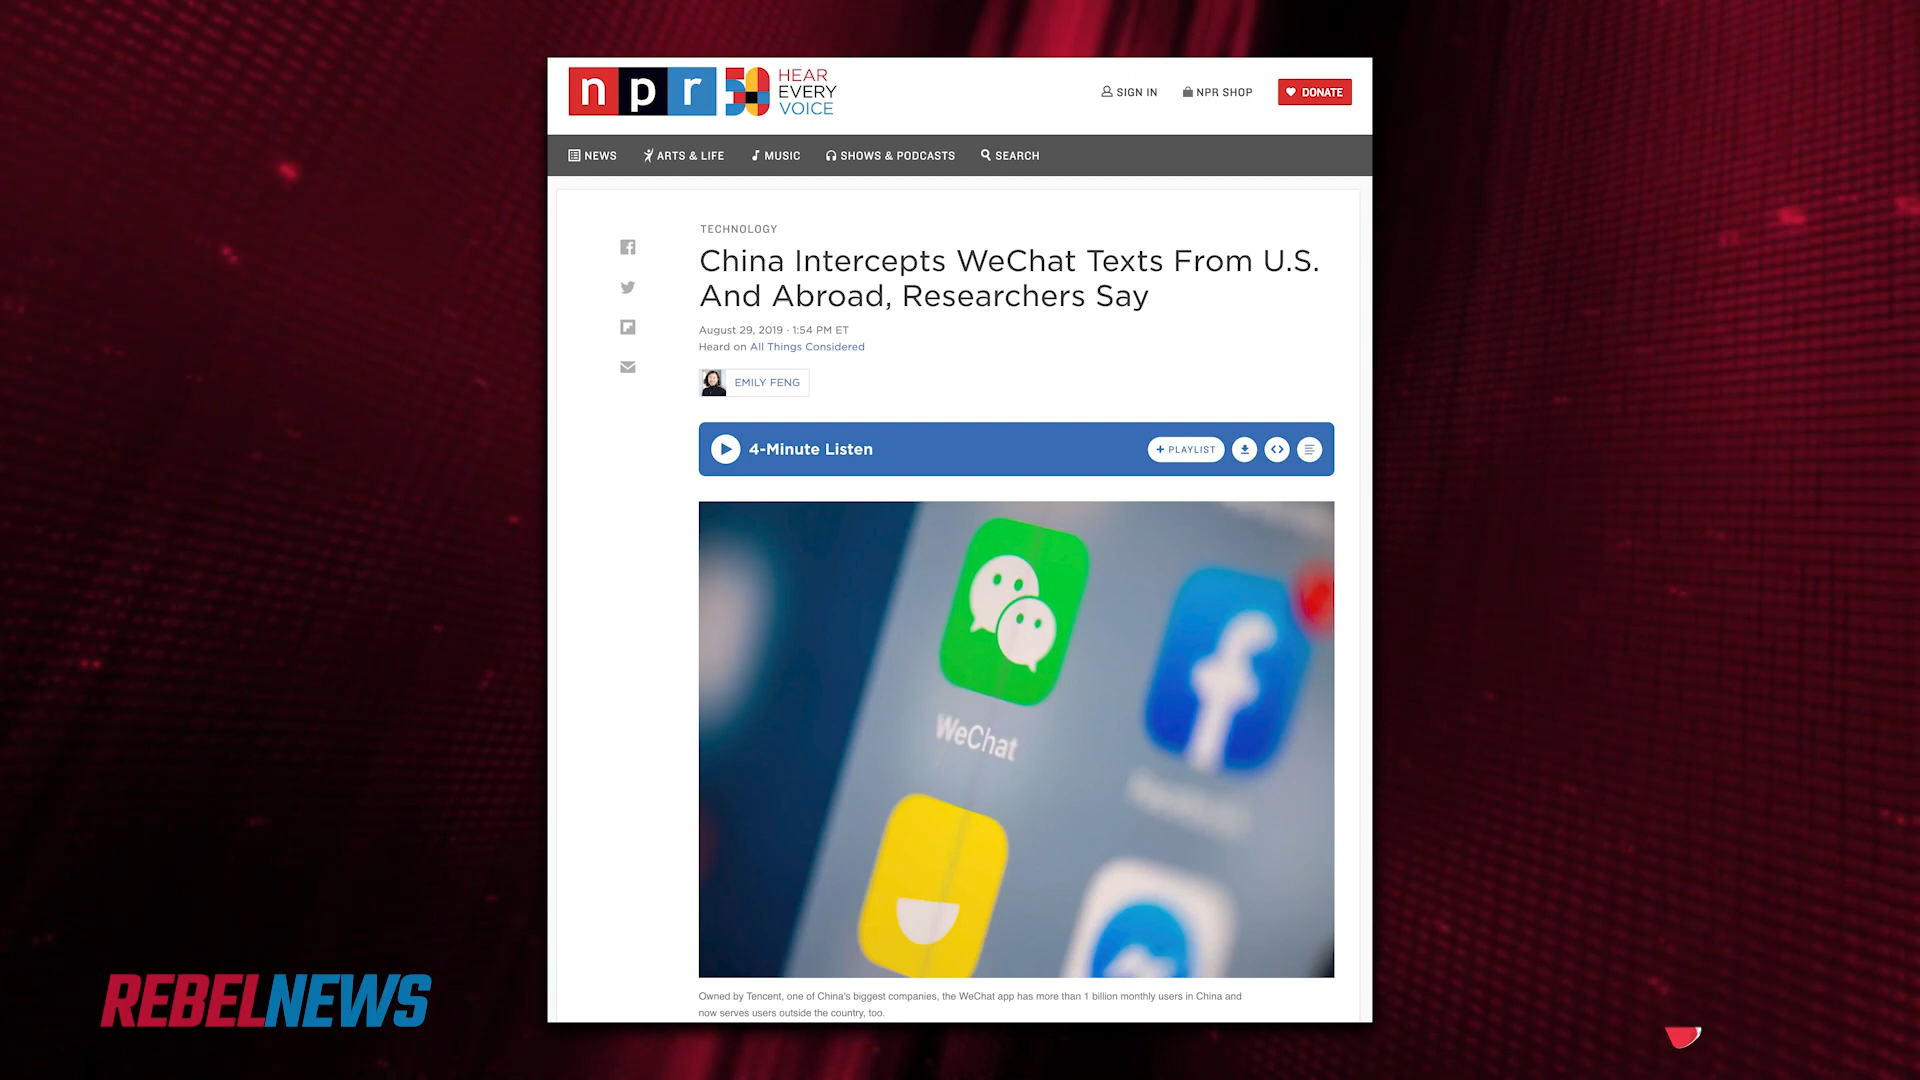 npr
50
HEAR
EVERY
VOICE
SIGN IN
NPR SHOP
DONATE
NEWS
ARTS & LIFE
MUSIC
SHOWS & PODCASTS
SEARCH
TECHNOLOGY
China Intercepts WeChat Texts From U.S.
And Abroad, Researchers Say
August 29, 2019 · 1:54 PM ET
Heard on All Things Considered
EMILY FENG
4-Minute Listen
+ PLAYLIST
WeChat
Owned by Tencent, one of China's biggest companies, the WeChat app has more than 1 billion monthly users in China and
now serves users outside the country, too.
REBELNEWS